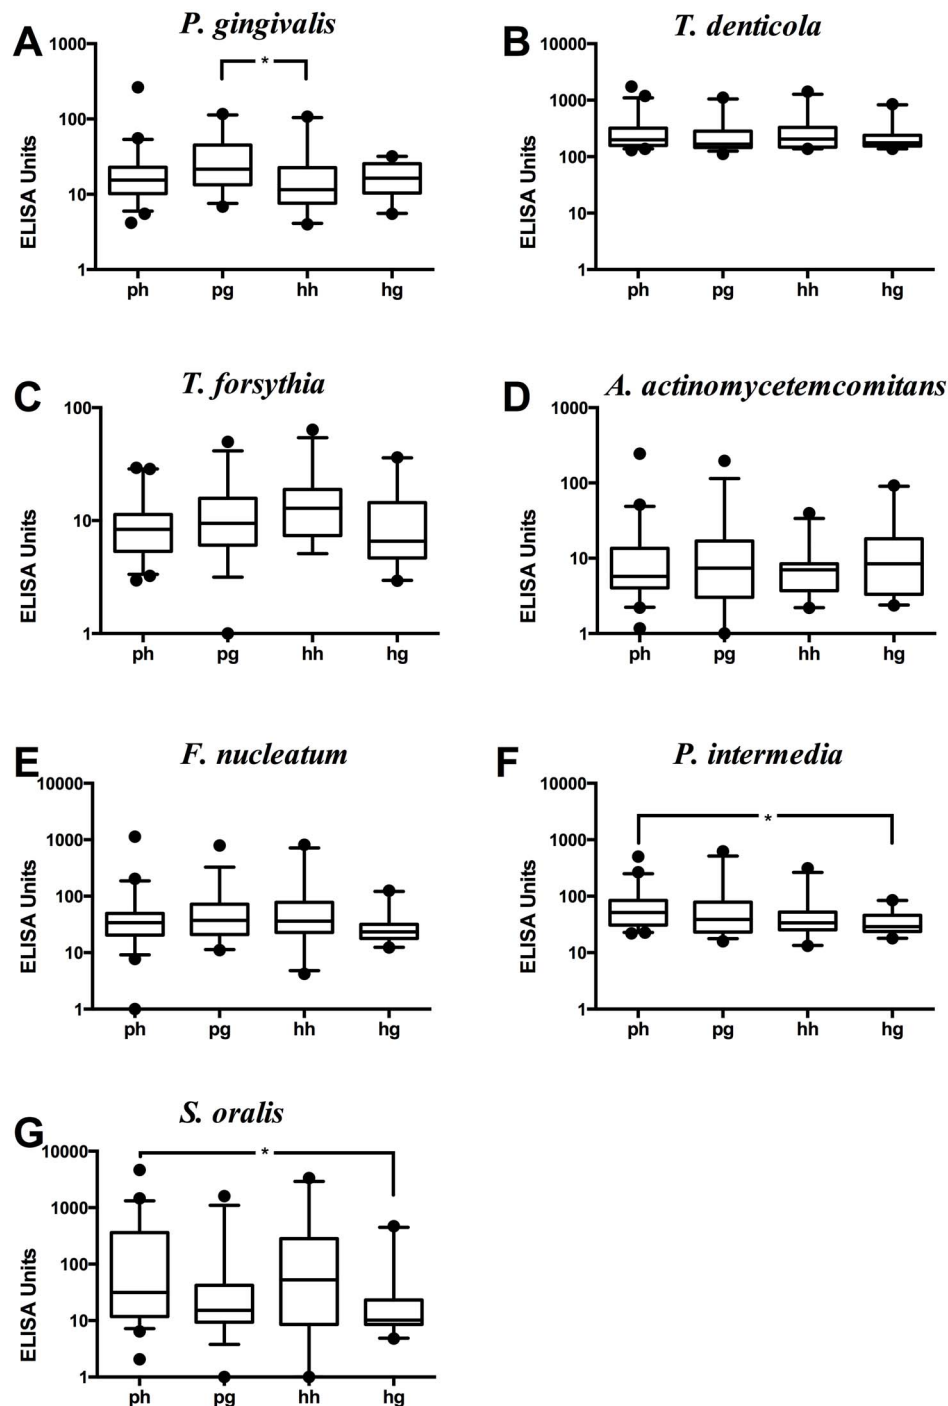 A
P. gingivalis
1000
100
10
1
ELISA Units
*
ph pg hh hg
B
T. denticola
10000
1000
100
10
1
ELISA Units
ph pg hh hg
C
T. forsythia
100
10
1
ELISA Units
ph pg hh hg
D
A. actinomycetemcomitans
1000
100
10
1
ELISA Units
ph pg hh hg
E
F. nucleatum
10000
1000
100
10
1
ELISA Units
ph pg hh hg
F
P. intermedia
10000
1000
100
10
1
ELISA Units
*
ph pg hh hg
G
S. oralis
10000
1000
100
10
1
ELISA Units
*
ph pg hh hg